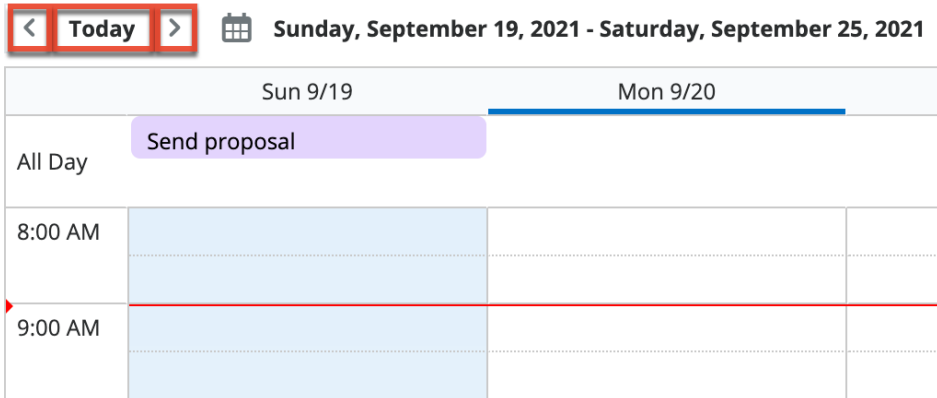 Today Sunday, September 19, 2021 - Saturday, September 25, 2021
Sun 9/19 Mon 9/20
Send proposal
All Day
8:00 AM
9:00 AM